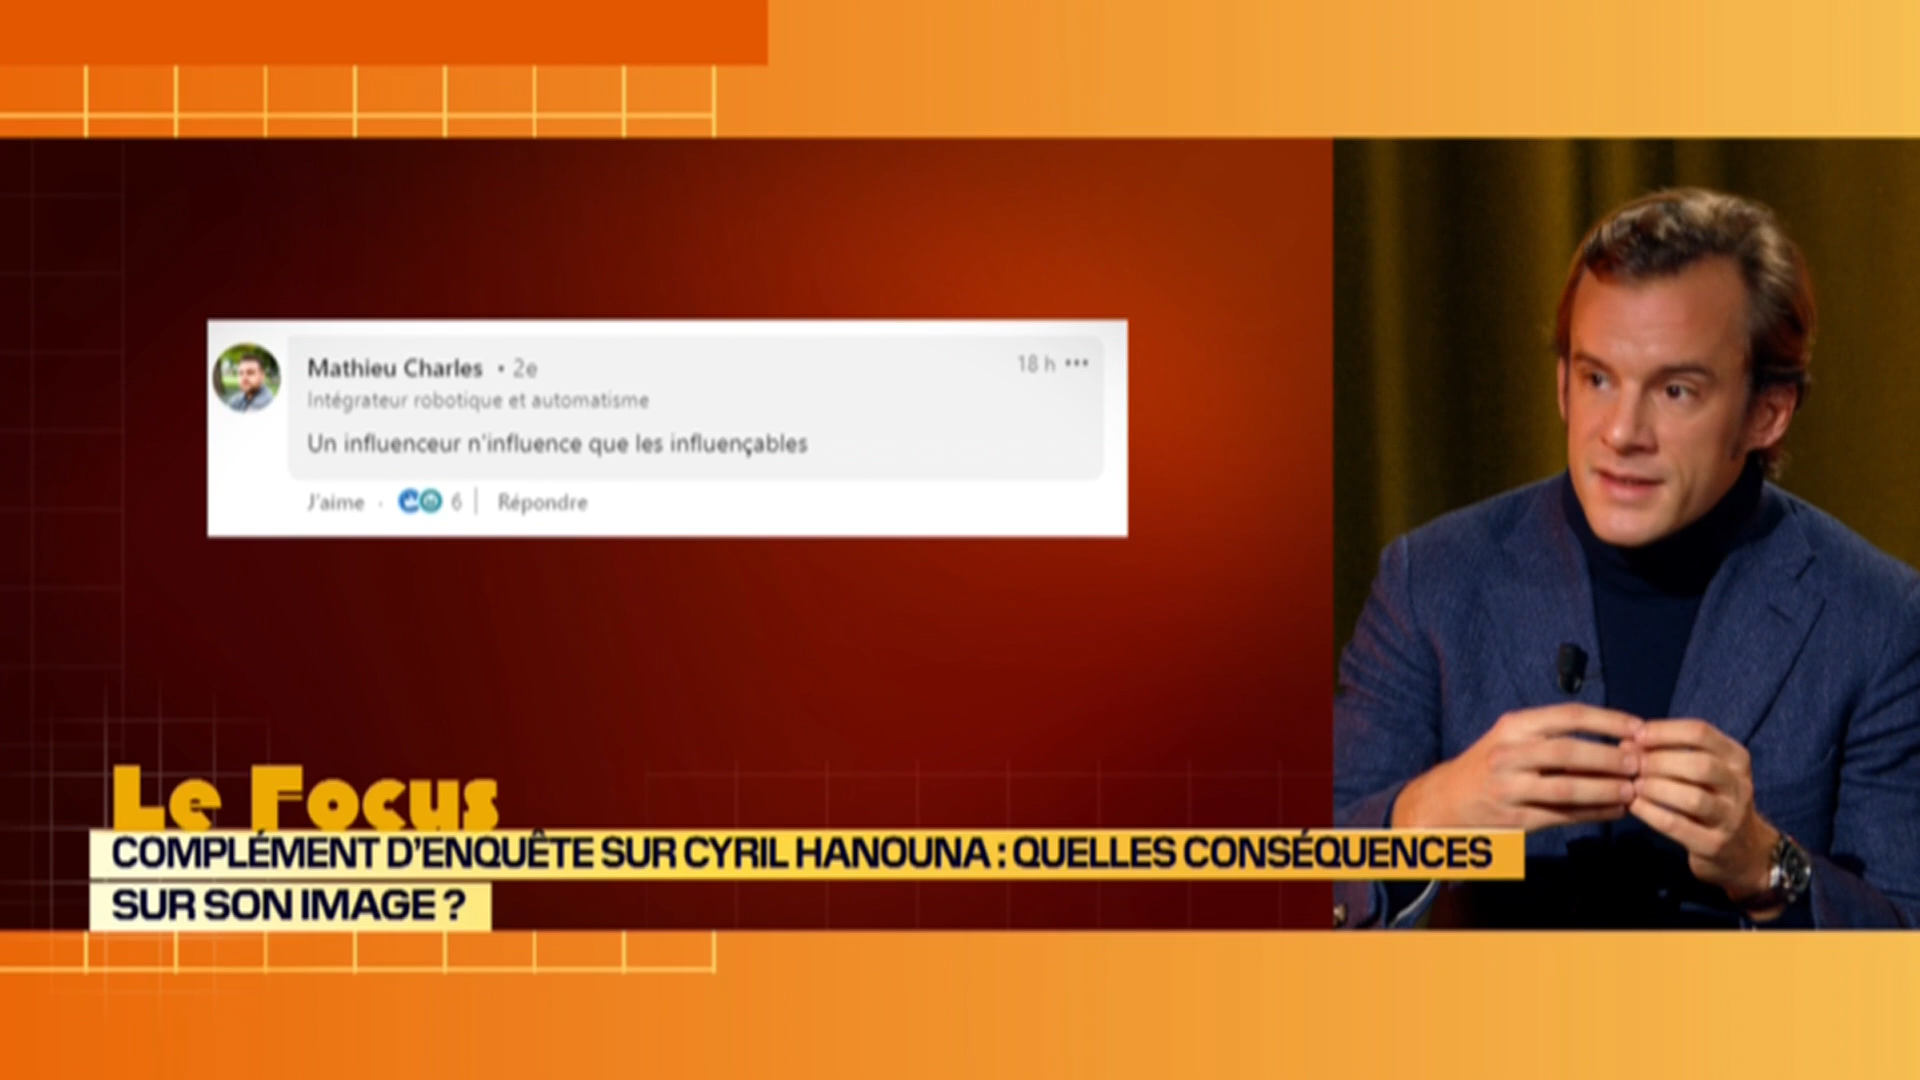 Mathieu Charles • 2e
18 h •••
Intégrateur robotique et automatisme
Un influenceur n'influence que les influençables
J'aime · 6 | Répondre
Le Focus
COMPLÉMENT D'ENQUÊTE SUR CYRIL HANOUNA : QUELLES CONSÉQUENCES
SUR SON IMAGE ?